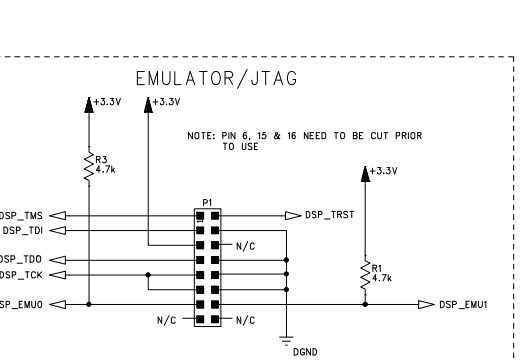 EMULATOR/JTAG
+3.3V
+3.3V
NOTE: PIN 6, 15 & 16 NEED TO BE CUT PRIOR
TO USE
R3
4.7k
+3.3V
P1
DSP_TMS
DSP_TRST
DSP_TDI
N/C
DSP_TDO
DSP_TCK
R1
4.7k
SP_EMU0
DSP_EMU1
N/C
N/C
DGND